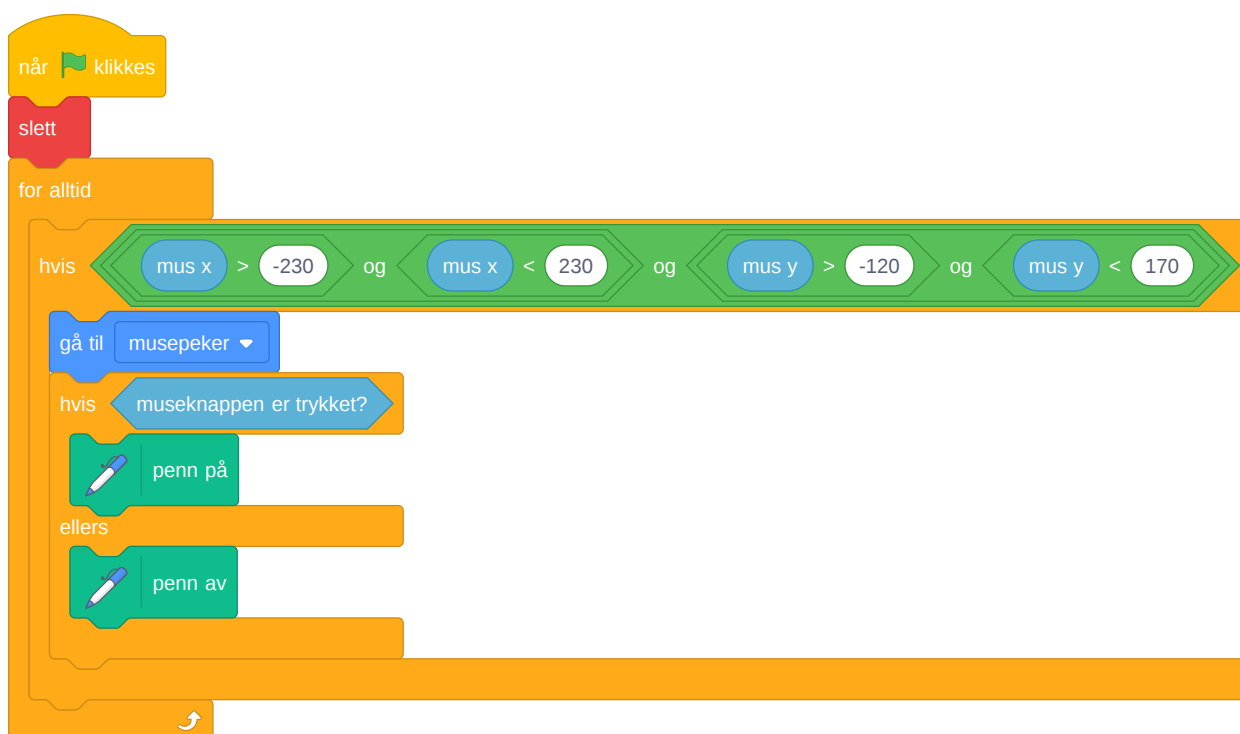 når klikkes
slett
for alltid
hvis mus x > -230 og mus x < 230 og mus y > -120 og mus y < 170
gå til musepeker
hvis museknappen er trykket?
penn på
ellers
penn av